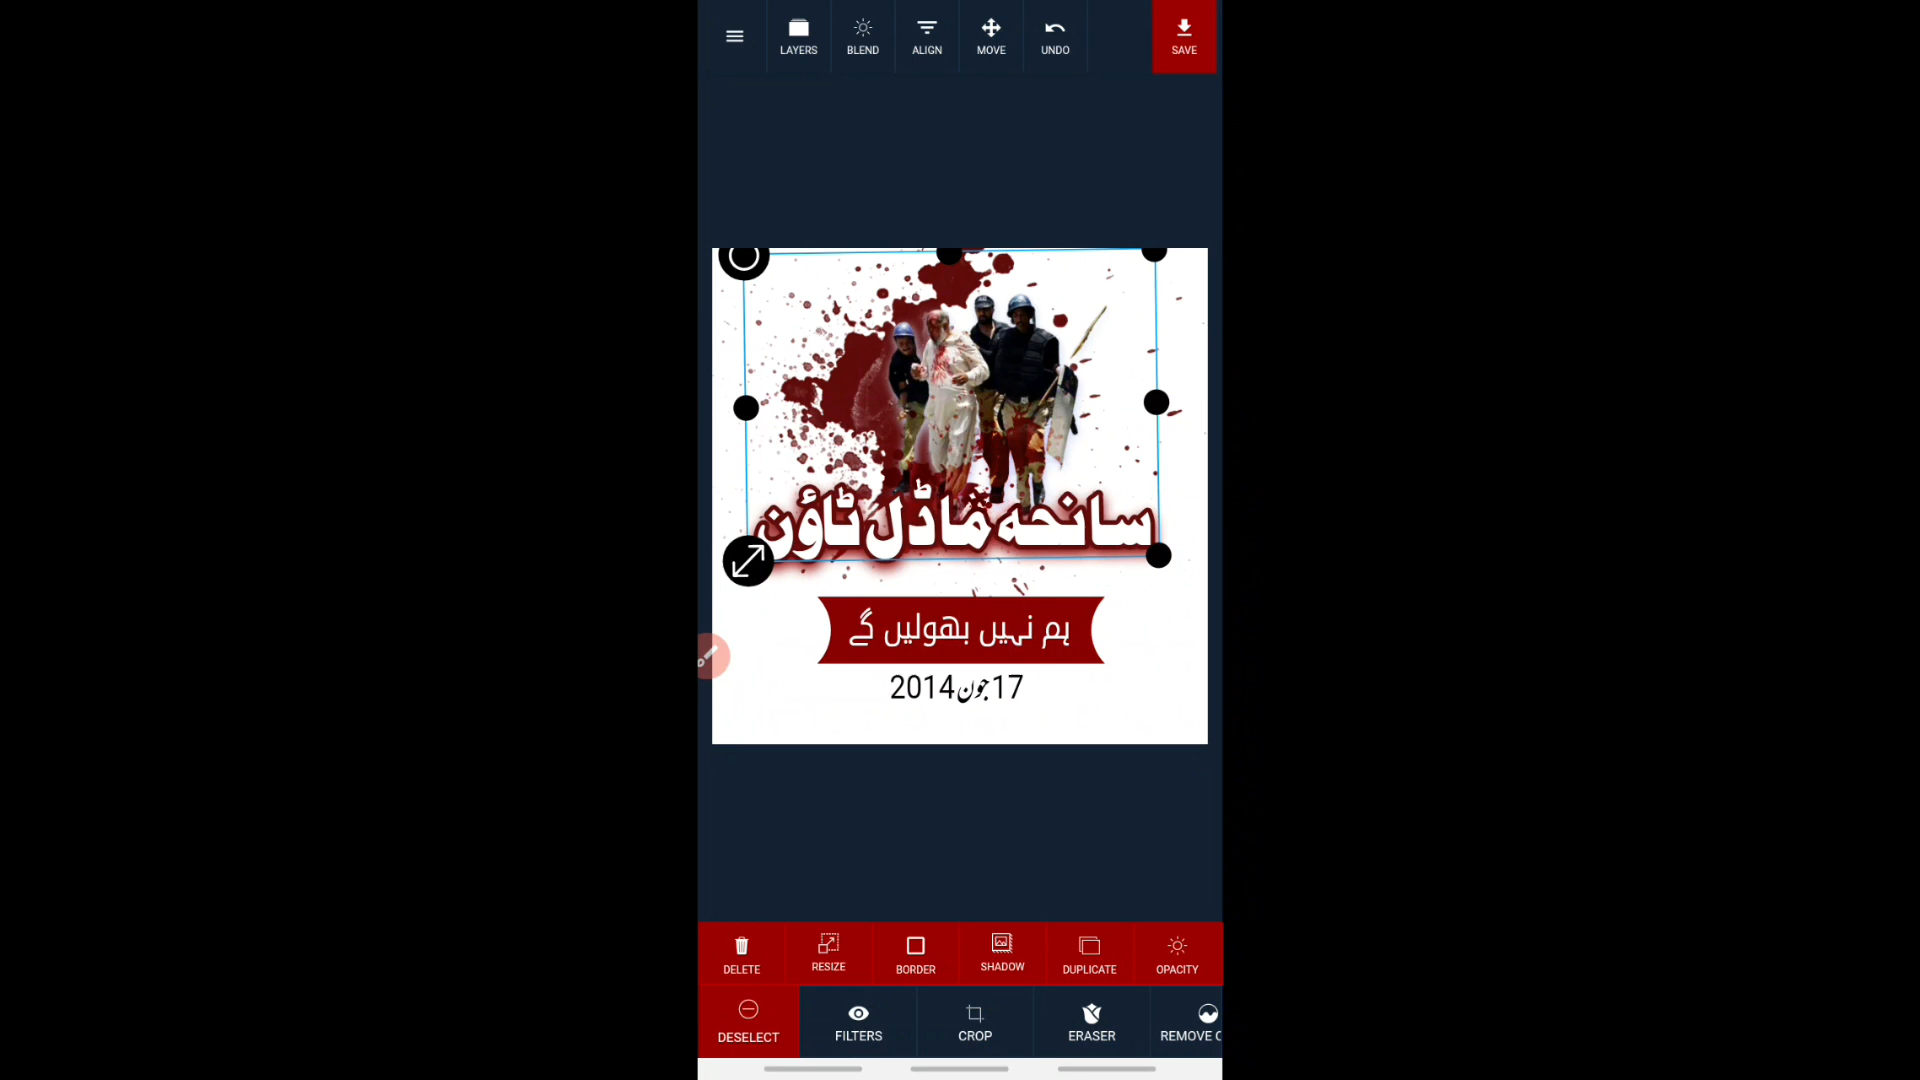 LAYERS BLEND ALIGN MOVE UNDO SAVE
سانحہ ماڈل ٹاؤن
ہم نہیں بھولیں گے
17 جون 2014
DELETE RESIZE BORDER SHADOW DUPLICATE OPACITY
DESELECT FILTERS CROP ERASER REMOVE C